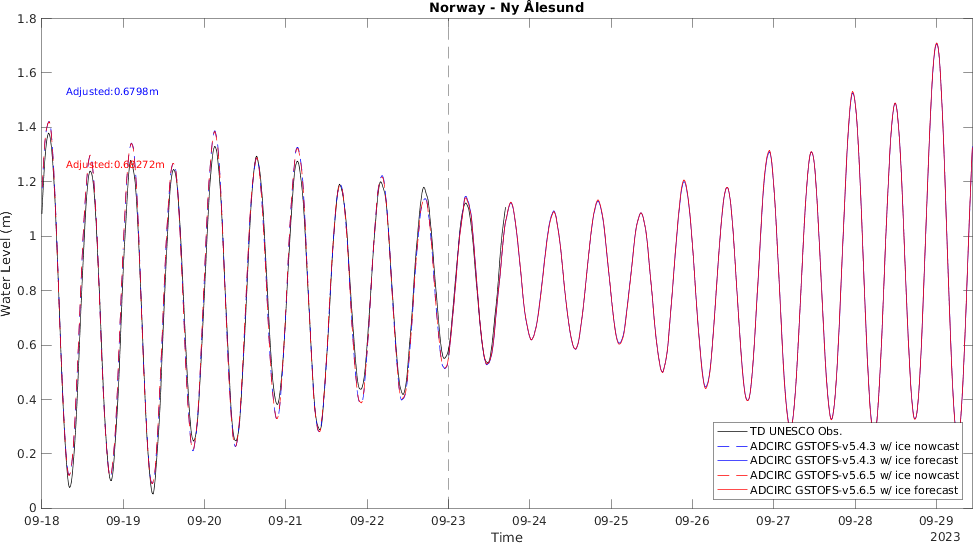 Norway - Ny Ålesund
1.8
1.6
1.4
1.2
1
0.8
0.6
0.4
0.2
0
Water Level (m)
Adjusted:0.6798m
Adjusted:0.68272m
TD UNESCO Obs.
ADCIRC GSTOFS-v5.4.3 w/ ice nowcast
ADCIRC GSTOFS-v5.4.3 w/ ice forecast
ADCIRC GSTOFS-v5.6.5 w/ ice nowcast
ADCIRC GSTOFS-v5.6.5 w/ ice forecast
09-18 09-19 09-20 09-21 09-22 09-23 09-24 09-25 09-26 09-27 09-28 09-29
Time
2023